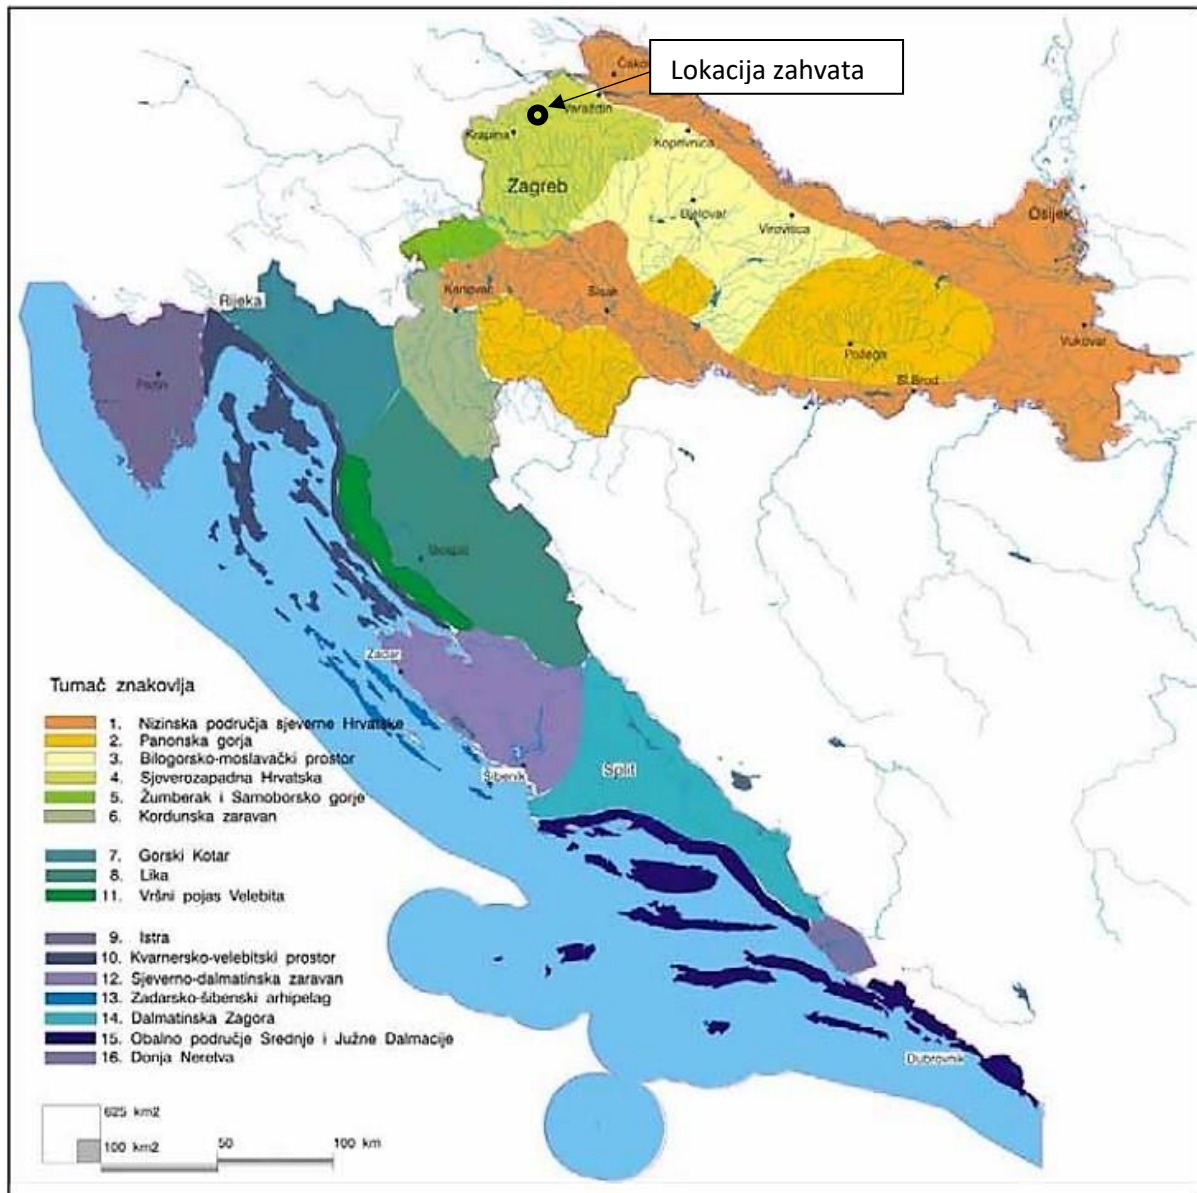 Lokacija zahvata
Varaždin
Krapina
Koprivnica
Zagreb
Bjelovar
Virovitica
Osijek
Rijeka
Karlovac
Sisak
Vukovar
Požega
Sl.Brod
Pazin
Gospić
Zadar
Tumač znakovlja
1. Nizinska područja sjeverne Hrvatske
2. Panonska gorja
3. Bilogorsko-moslavački prostor
4. Sjeverozapadna Hrvatska
5. Žumberak i Samoborsko gorje
6. Kordunska zaravan
Šibenik
Split
7. Gorski Kotar
8. Lika
11. Vršni pojas Velebita
9. Istra
10. Kvarnersko-velebitski prostor
12. Sjeverno-dalmatinska zaravan
13. Zadarsko-šibenski arhipelag
14. Dalmatinska Zagora
15. Obalno područje Srednje i Južne Dalmacije
16. Donja Neretva
Dubrovnik
625 km2
100 km2
50
100 km